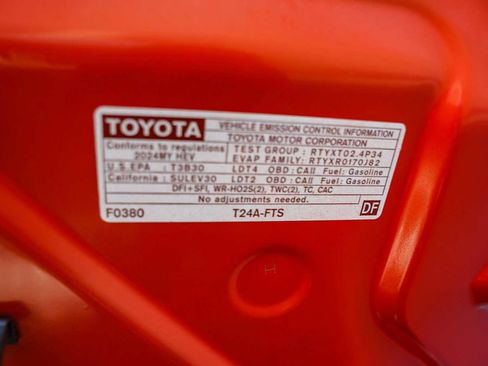 TOYOTA VEHICLE EMISSION CONTROL INFORMATION
TOYOTA MOTOR CORPORATION
Conforms to regulations TEST GROUP : RTYXT02.4P34
2024MY HEV EVAP FAMILY: RTYXR0170J82
U.S EPA : T3B30 LDT4 OBD : CAll Fuel: Gasoline
California : SULEV30 LDT2 OBD : CAll Fuel: Gasoline
DFI+SFI, WR-HO2S(2), TWC(2), TC, CAC
No adjustments needed.
F0380 T24A-FTS DF
H